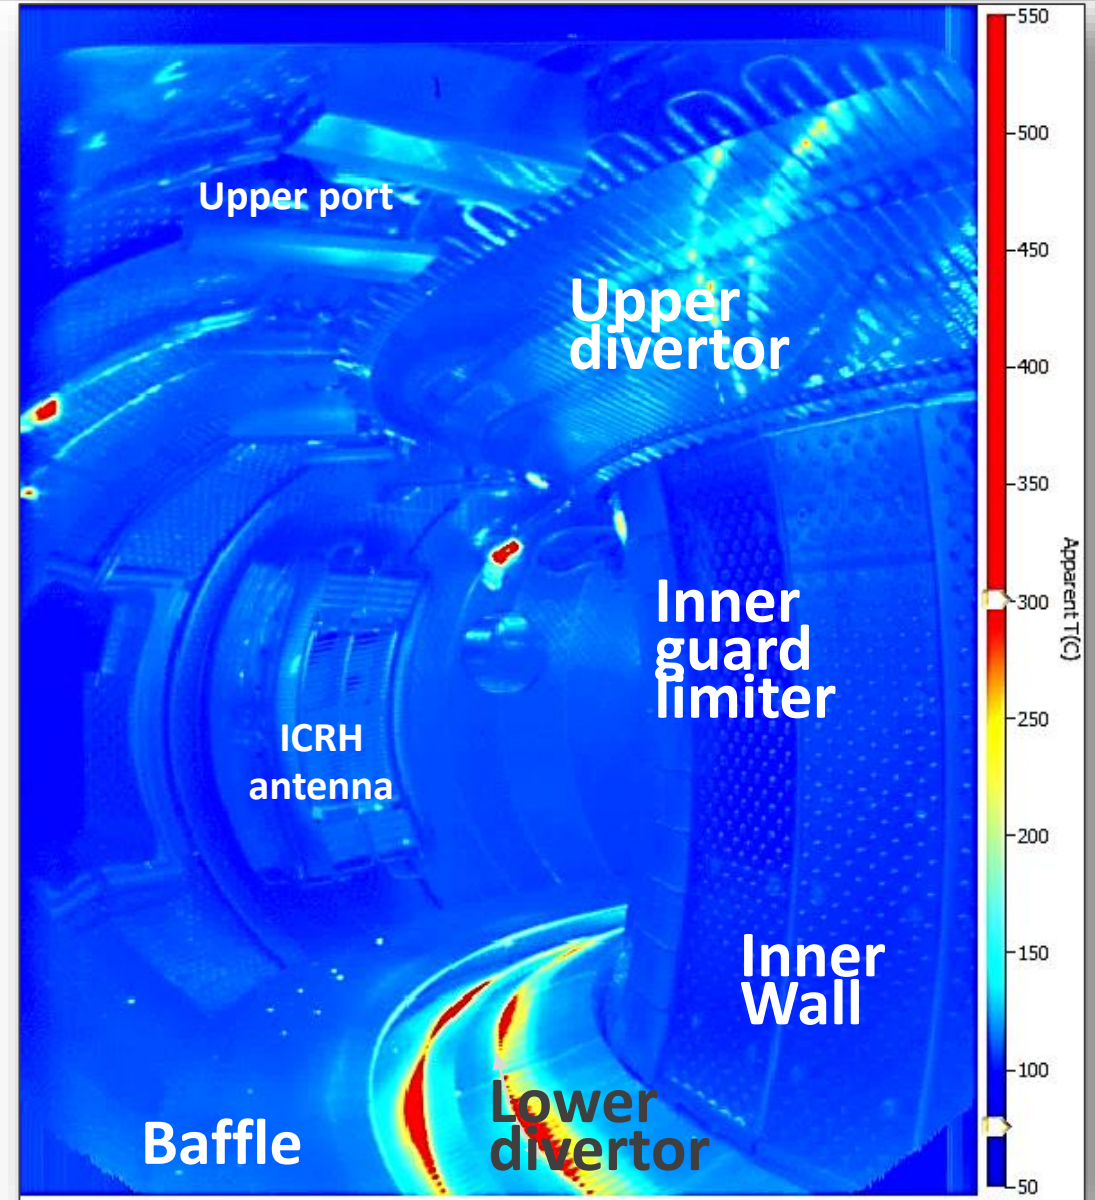 550
500
Upper port
450
Upper
divertor
400
350
Apparent T(C)
300
Inner
guard
limiter
250
ICRH
antenna
200
Inner
Wall
150
100
Lower
divertor
Baffle
50